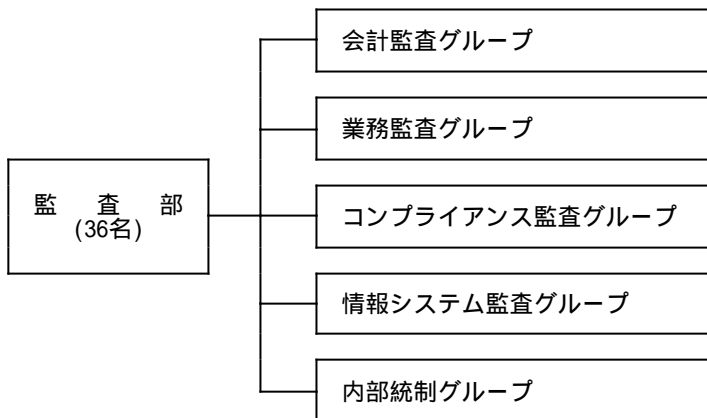 監査部
(36名)
会計監査グループ
業務監査グループ
コンプライアンス監査グループ
情報システム監査グループ
内部統制グループ